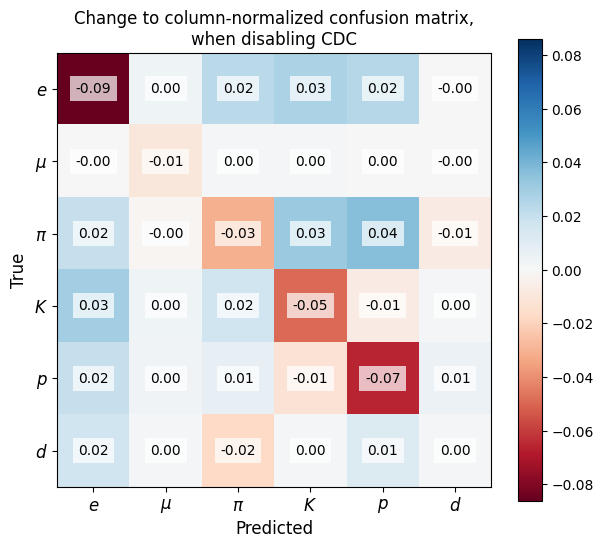 Change to column-normalized confusion matrix,
when disabling CDC
e -0.09 0.00 0.02 0.03 0.02 -0.00
μ -0.00 -0.01 0.00 0.00 0.00 -0.00
π 0.02 -0.00 -0.03 0.03 0.04 -0.01
K 0.03 0.00 0.02 -0.05 -0.01 0.00
p 0.02 0.00 0.01 -0.01 -0.07 0.01
d 0.02 0.00 -0.02 0.00 0.01 0.00
e μ π K p d
Predicted
True
0.08
0.06
0.04
0.02
0.00
−0.02
−0.04
−0.06
−0.08